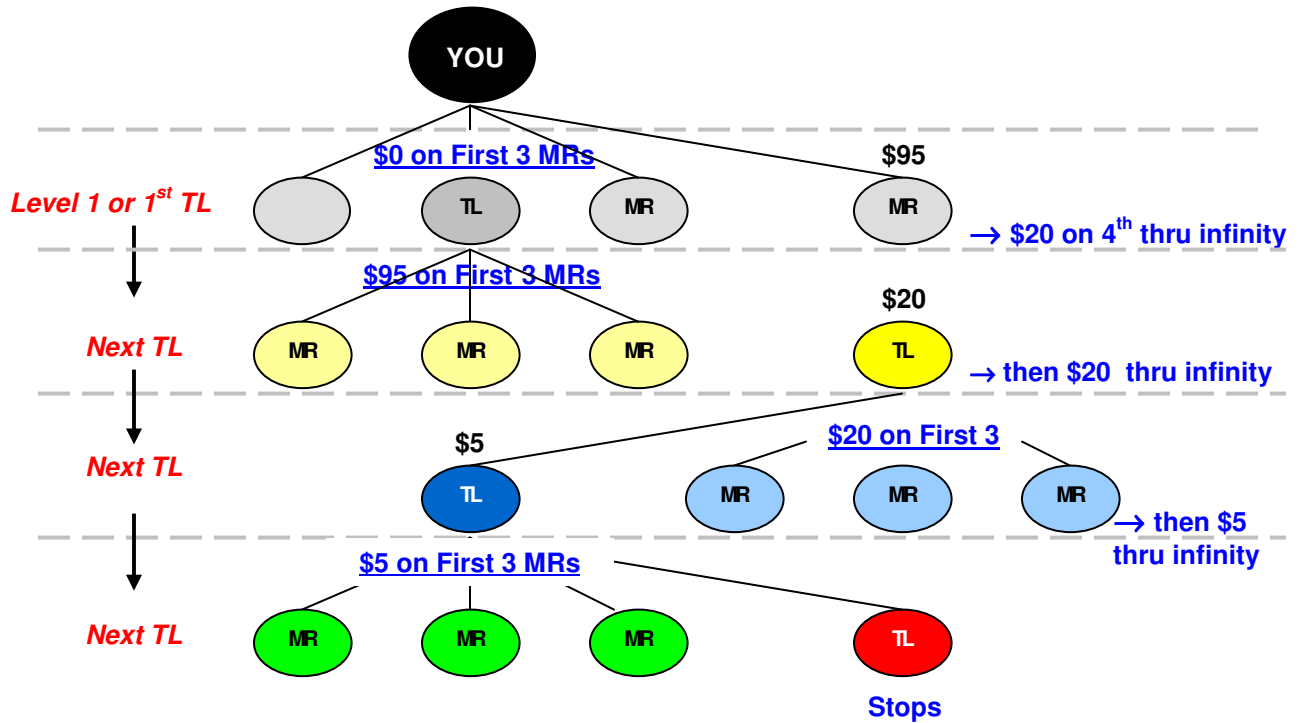 YOU
$0 on First 3 MRs
$95
Level 1 or 1st TL
TL
MR
MR
→ $20 on 4th thru infinity
$95 on First 3 MRs
$20
Next TL
MR
MR
MR
TL
→ then $20 thru infinity
$5
$20 on First 3
Next TL
TL
MR
MR
MR
→ then $5
thru infinity
$5 on First 3 MRs
Next TL
MR
MR
MR
TL
Stops